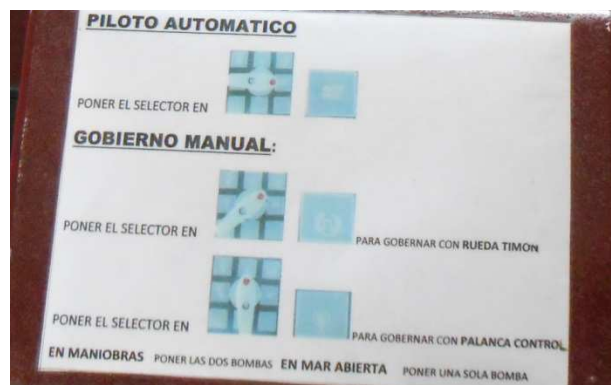 PILOTO AUTOMATICO
PONER EL SELECTOR EN
GOBIERNO MANUAL:
PONER EL SELECTOR EN PARA GOBERNAR CON RUEDA TIMON
PONER EL SELECTOR EN PARA GOBERNAR CON PALANCA CONTROL
EN MANIOBRAS PONER LAS DOS BOMBAS EN MAR ABIERTA PONER UNA SOLA BOMBA